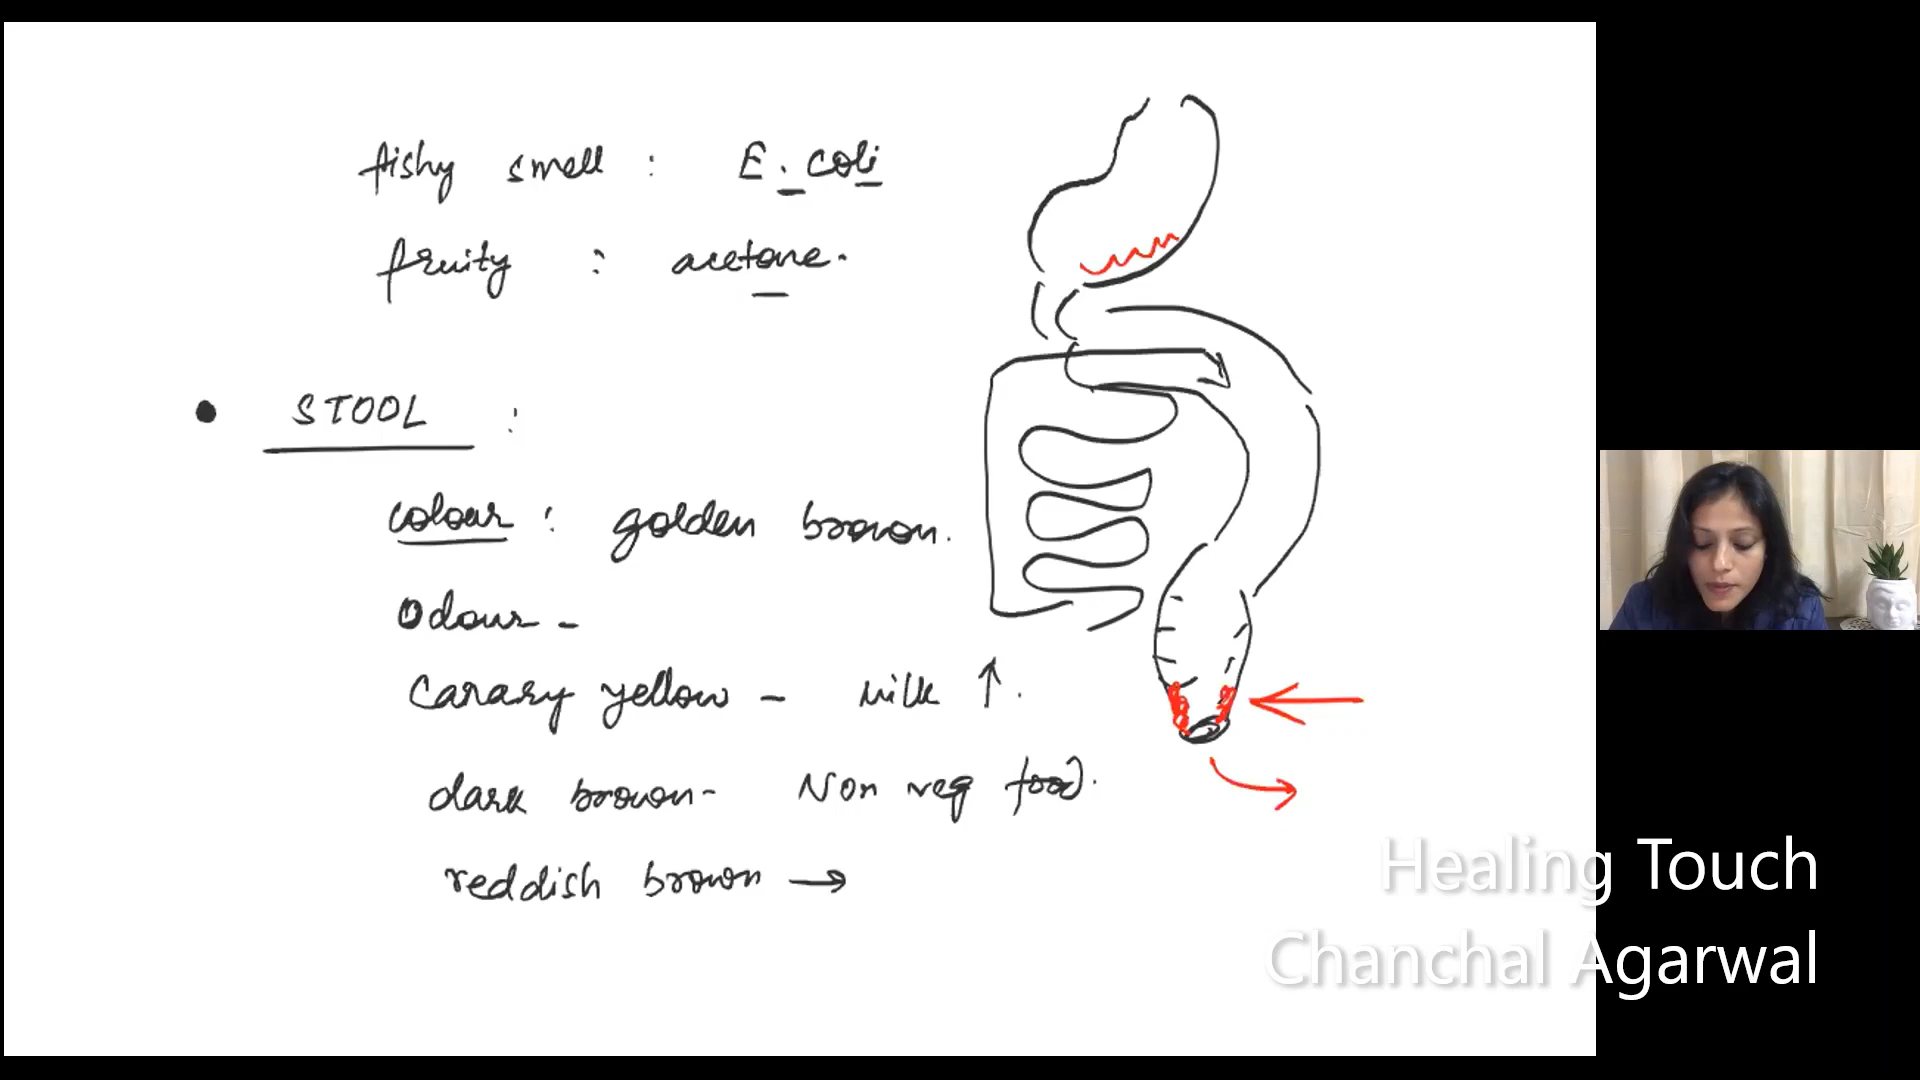 fishy smell : E. coli
fruity : acetone.
• STOOL :
colour : golden brown.
Odour -
Canary yellow - milk ↑.
dark brown - Non veg food.
reddish brown →
Healing Touch
Chanchal Agarwal